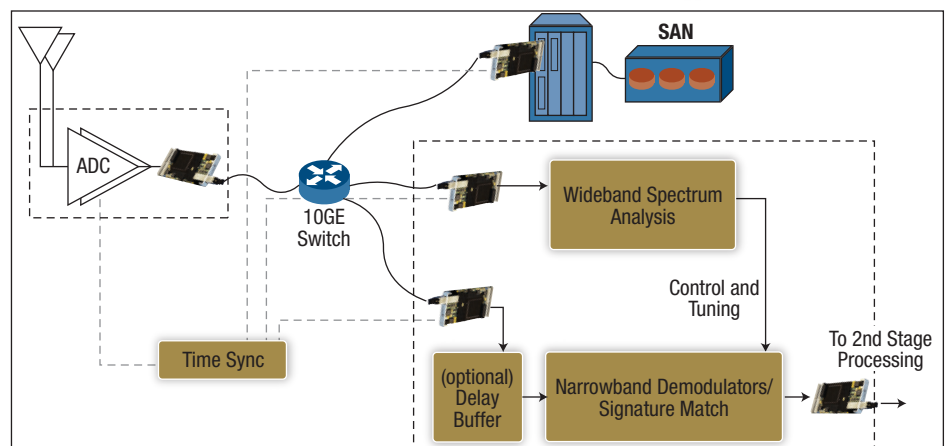 SAN
ADC
10GE
Switch
Wideband Spectrum
Analysis
Control and
Tuning
Time Sync
(optional)
Delay
Buffer
Narrowband Demodulators/
Signature Match
To 2nd Stage
Processing